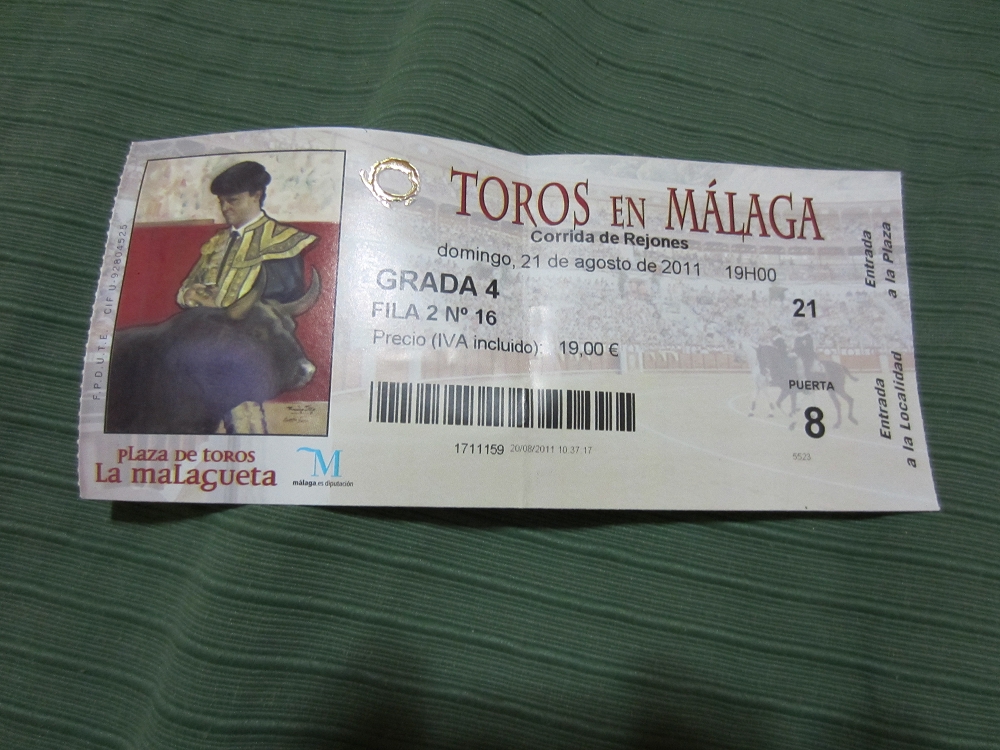 F.P.D.U.T.E. CIF U-92804525
PLAZA DE TOROS
La malagueta
M
málaga.es diputación
TOROS EN MÁLAGA
Corrida de Rejones
domingo, 21 de agosto de 2011 19H00
GRADA 4
FILA 2 Nº 16
Precio (IVA incluido): 19,00 €
1711159 20/08/2011 10:37:17
21
PUERTA
8
5523
Entrada
a la Plaza
Entrada
a la Localidad